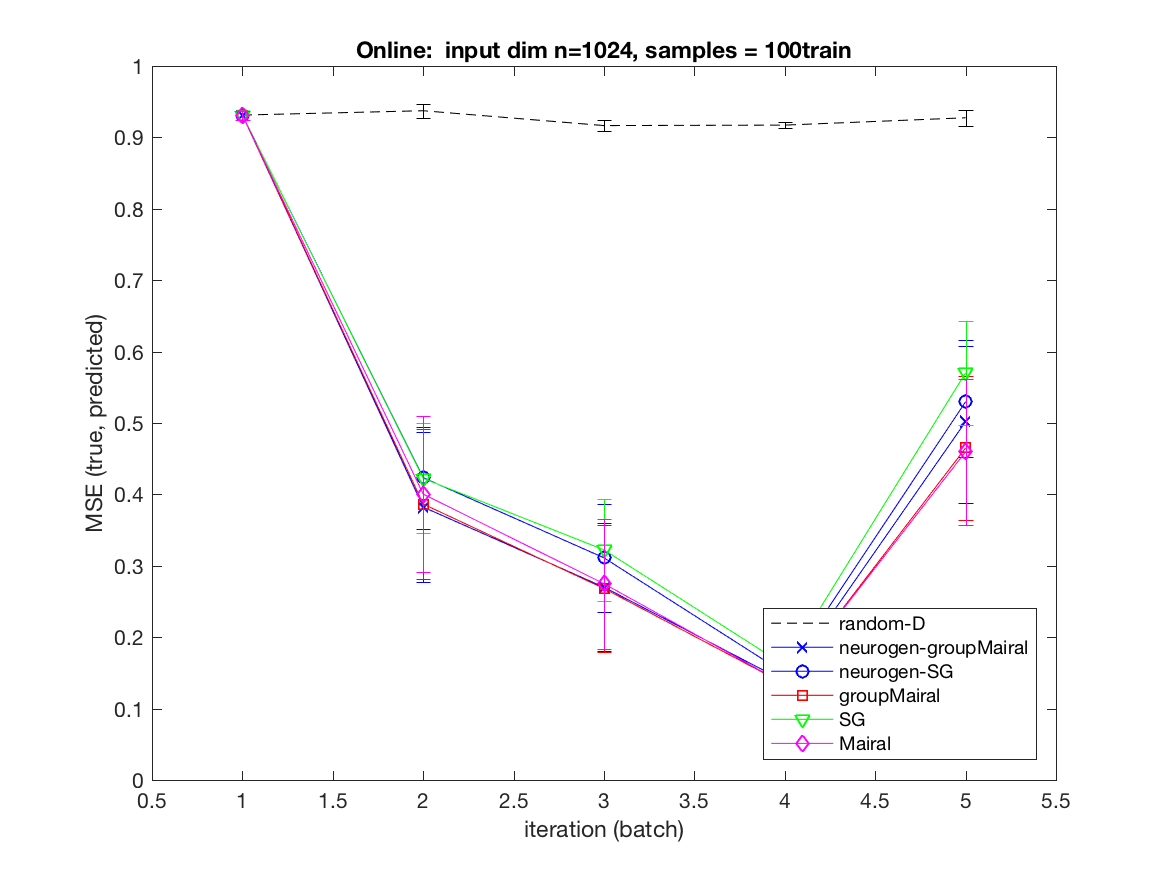 Online:  input dim n=1024, samples = 100train
MSE (true, predicted)
1
0.9
0.8
0.7
0.6
0.5
0.4
0.3
0.2
0.1
0
random-D
neurogen-groupMairal
neurogen-SG
groupMairal
SG
Mairal
0.5 1 1.5 2 2.5 3 3.5 4 4.5 5 5.5
iteration (batch)